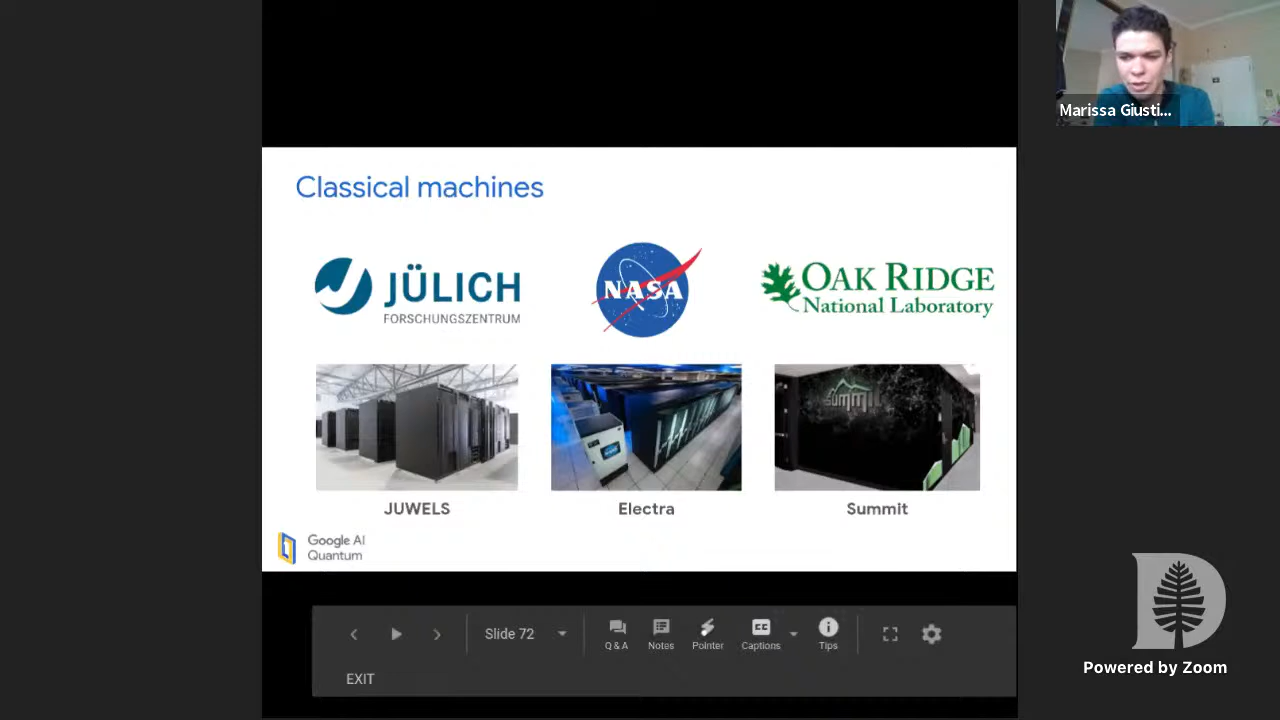 Marissa Giusti...
Classical machines
JÜLICH
FORSCHUNGSZENTRUM
NASA
OAK RIDGE
National Laboratory
summit
JUWELS
Electra
Summit
Google AI
Quantum
Slide 72
Q & A
Notes
Pointer
CC
Captions
Tips
EXIT
D
Powered by Zoom